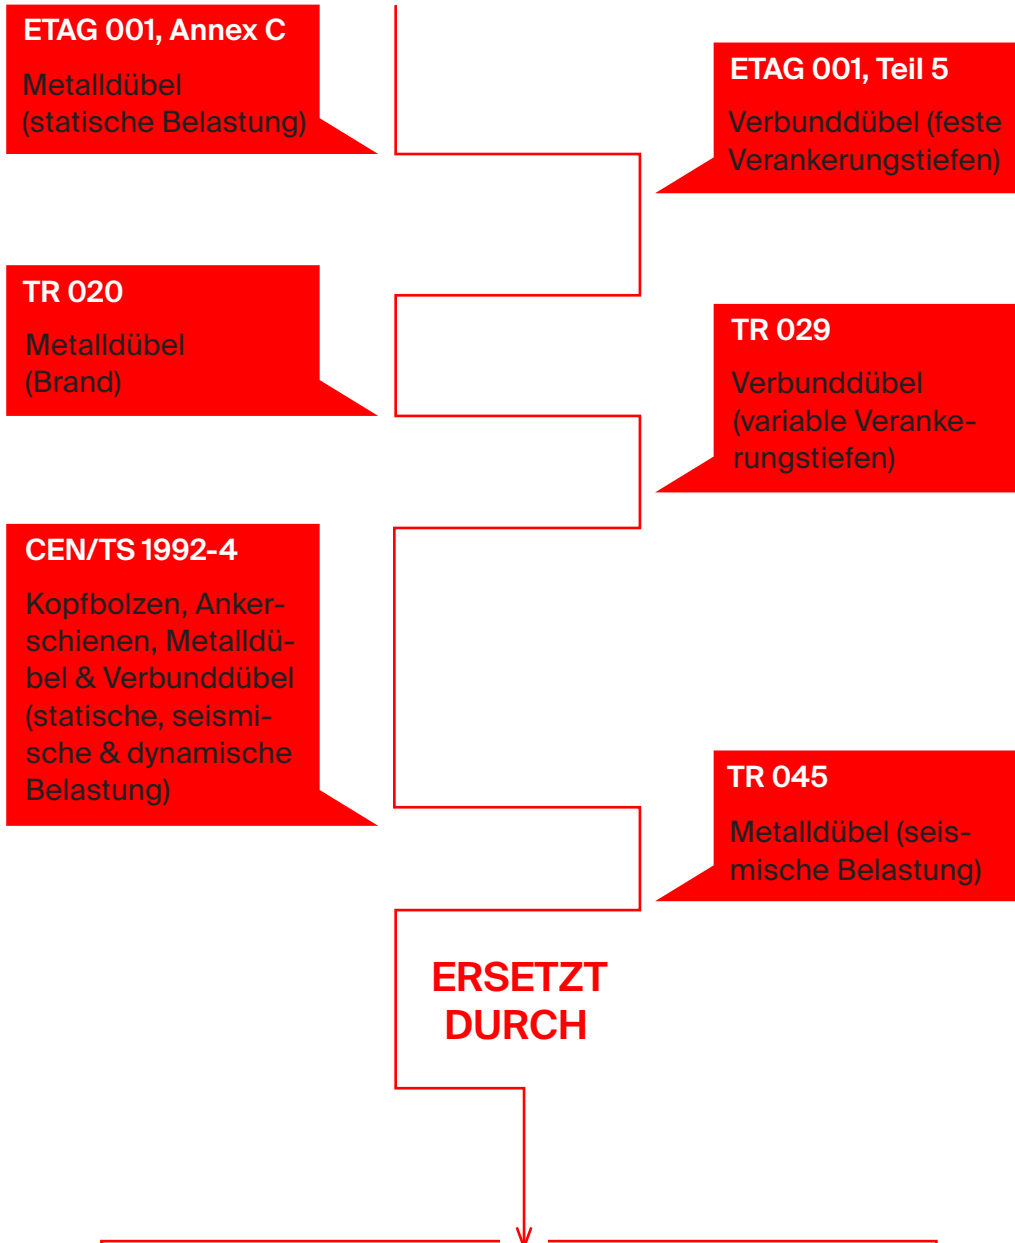 ETAG 001, Annex C
Metalldübel
(statische Belastung)
ETAG 001, Teil 5
Verbunddübel (feste
Verankerungstiefen)
TR 020
Metalldübel
(Brand)
TR 029
Verbunddübel
(variable Veranke-
rungstiefen)
CEN/TS 1992-4
Kopfbolzen, Anker-
schienen, Metalldü-
bel & Verbunddübel
(statische, seismi-
sche & dynamische
Belastung)
TR 045
Metalldübel (seis-
mische Belastung)
ERSETZT
DURCH